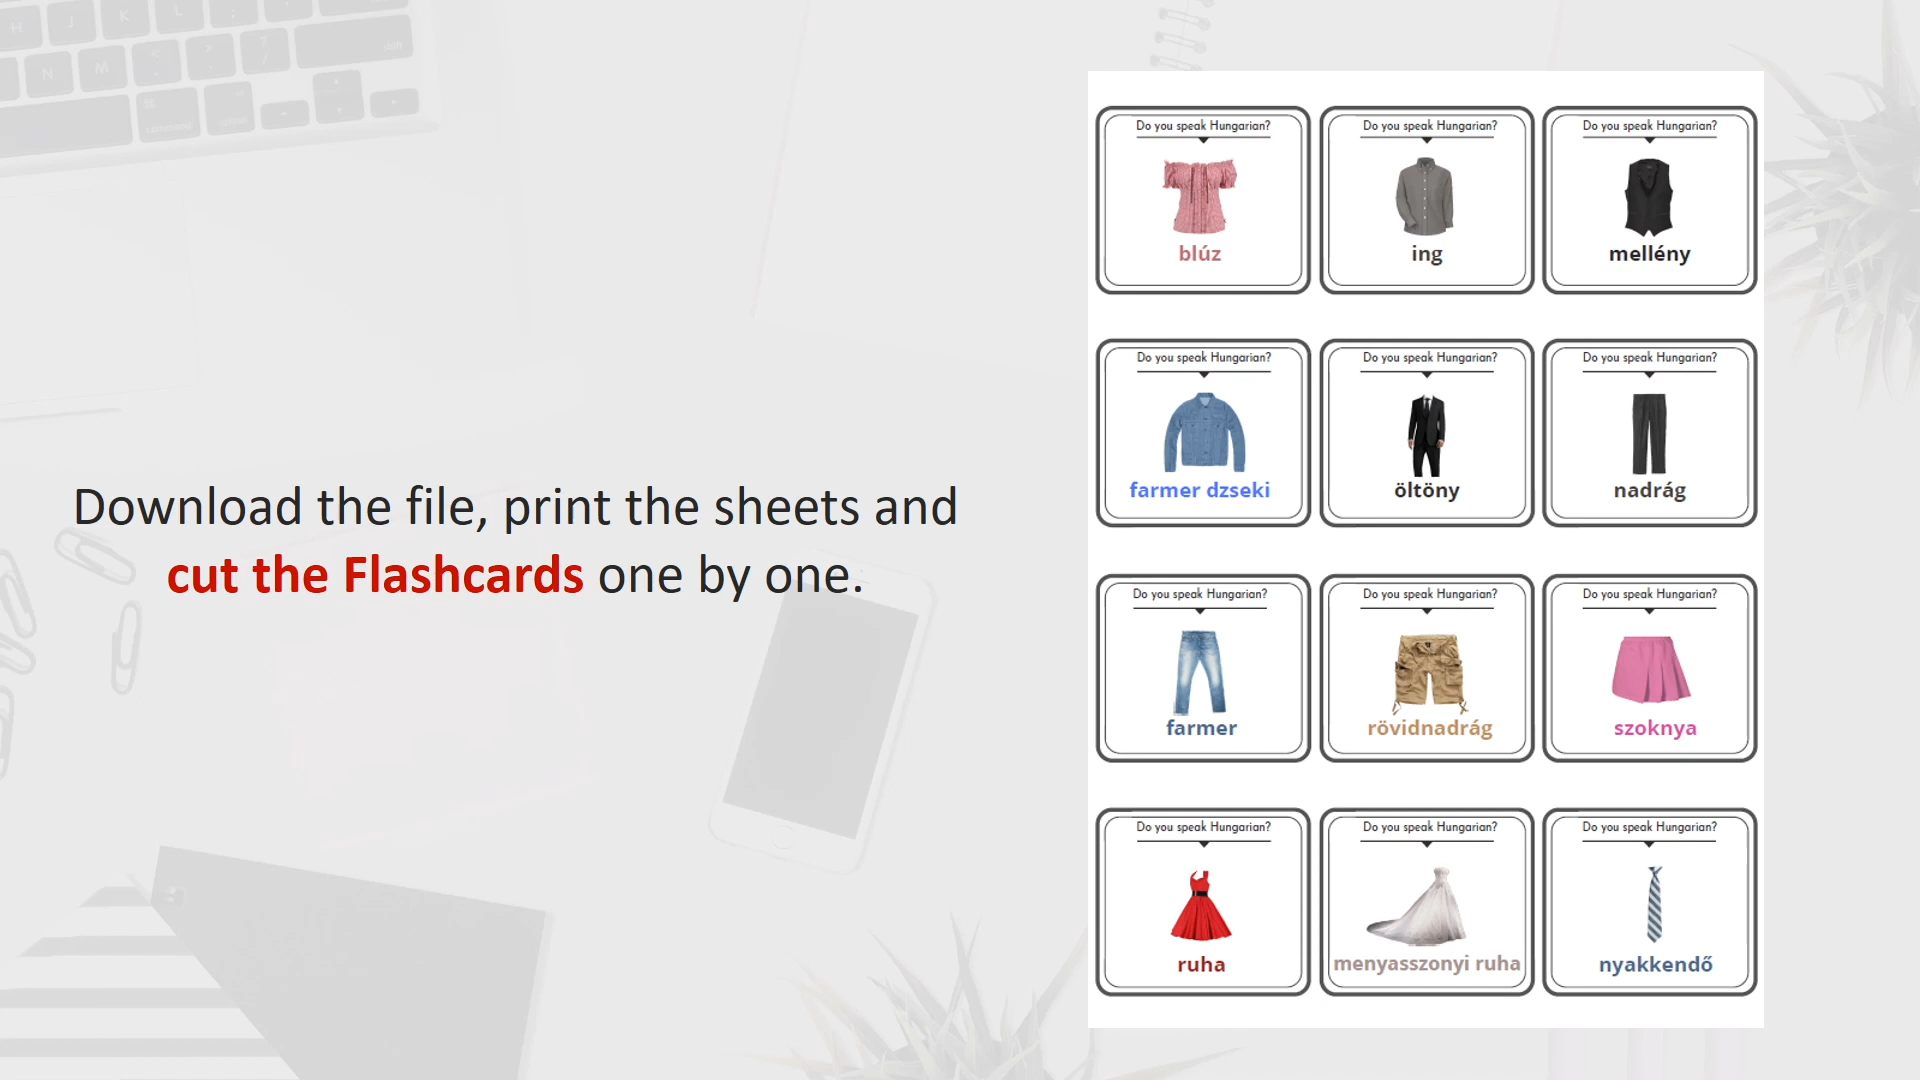 Download the file, print the sheets and
cut the Flashcards one by one.
Do you speak Hungarian?
blúz
Do you speak Hungarian?
ing
Do you speak Hungarian?
mellény
Do you speak Hungarian?
farmer dzseki
Do you speak Hungarian?
öltöny
Do you speak Hungarian?
nadrág
Do you speak Hungarian?
farmer
Do you speak Hungarian?
rövidnadrág
Do you speak Hungarian?
szoknya
Do you speak Hungarian?
ruha
Do you speak Hungarian?
menyasszonyi ruha
Do you speak Hungarian?
nyakkendő